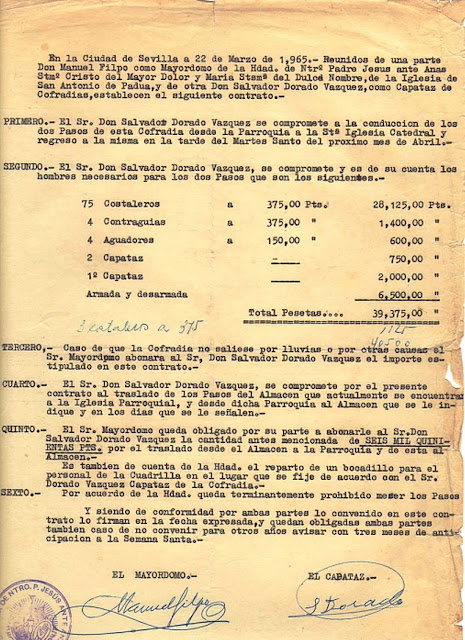 En la Ciudad de Sevilla a 22 de Marzo de 1,965.- Reunidos de una parte
Don Manuel Filpo como Mayordomo de la Hdad. de Ntrº Padre Jesus ante Anas
Stmº Cristo del Mayor Dolor y Maria Stsmª del Dulce Nombre,de la Iglesia de
San Antonio de Padua,y de otra Don Salvador Dorado Vazquez,como Capataz de
Cofradias,establecen el siguiente contrato.-
PRIMERO.- El Sr. Don Salvador Dorado Vazquez se compromete a la conduccion de los
dos Pasos de esta Cofradia desde la Parroquia a la Stª Iglesia Catedral y
regreso a la misma en la tarde del Martes Santo del proximo mes de Abril.-
SEGUNDO.- El Sr. Don Salvador Dorado Vazquez, se compromete y es de su cuenta los
hombres necesarios para los dos Pasos que son los siguientes.-
75 Costaleros a 375,00 Pts. 28,125,00 Pts.
4 Contraguias a 375,00 " 1,400,00 "
4 Aguadores a 150,00 " 600,00 "
2 Capataz 750,00 "
1º Capataz 2,000,00 "
Armada y desarmada 6,500,00 "
Total Pesetas.... 39,375,00 "
3 costaleros a 375 1125
40500
TERCERO,- Caso de que la Cofradia no saliese por lluvias o por otras causas el
Sr. Mayordomo abonara al Sr, Don Salvador Dorado Vazquez el importe es-
tipulado en este contrato.-
CUARTO.- El Sr. Don Salvador Dorado Vazquez, se compromete por el presente
contrato al traslado de los Pasos del Almacen que actualmente se encuentran
a la Iglesia Parroquial, y desde dicha Parroquia al Almacen que se le in-
dique y en los dias que se le señalen.-
QUINTO.- El Sr. Mayordomo queda obligado por su parte a abonarle al Sr.Don
Salvador Dorado Vazquez la cantidad antes mencionada de SEIS MIL QUINI-
ENTAS PTS. por el traslado desde el Almacen a la Parroquia y de esta al
Almacen.-
Es tambien de cuenta de la Hdad. el reparto de un bocadillo para el
personal de la Cuadrilla en el lugar que se fije de acuerdo con el Sr.
Dorado Vazquez Capataz de la Cofradia.-
SEXTO.- Por acuerdo de la Hdad. queda terminantemente prohibido mecer los Pasos
Y siendo de conformidad por ambas partes lo convenido en este con-
trato lo firman en la fecha expresada,y quedan obligadas ambas partes
tambien caso de no convenir para otros años avisar con tres meses de anti-
cipacion a la Semana Santa.-
EL MAYORDOMO.- EL CABATAZ.-
Manuel Filpo S Dorado
DE NTRO. P. JESUS ANTE